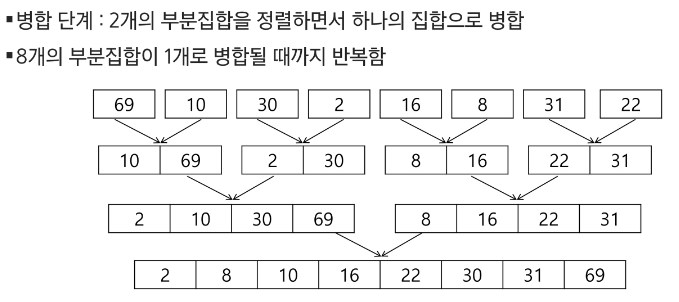 ▪병합 단계 : 2개의 부분집합을 정렬하면서 하나의 집합으로 병합
▪8개의 부분집합이 1개로 병합될 때까지 반복함
69 10 30 2 16 8 31 22
10 69 2 30 8 16 22 31
2 10 30 69 8 16 22 31
2 8 10 16 22 30 31 69